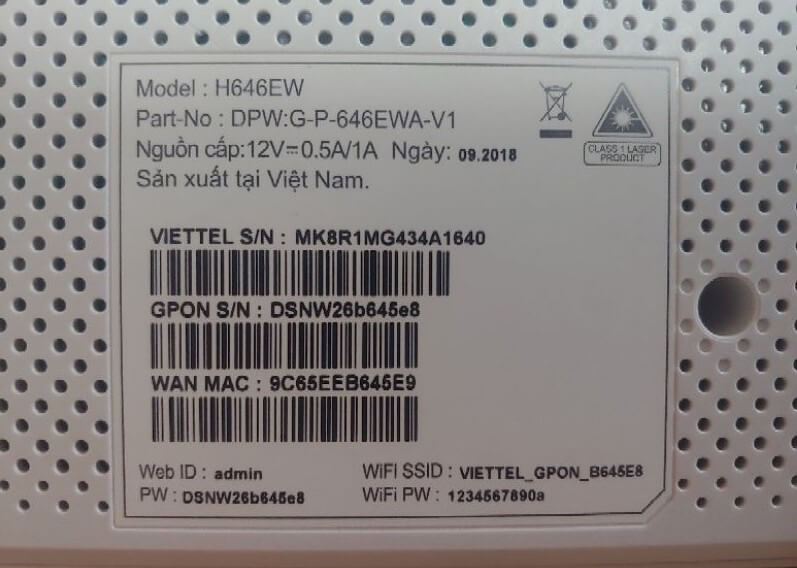 Model : H646EW
Part-No : DPW:G-P-646EWA-V1
Nguồn cấp:12V⎓0.5A/1A Ngày: 09.2018
Sản xuất tại Việt Nam.
CLASS 1 LASER
PRODUCT
VIETTEL S/N : MK8R1MG434A1640
GPON S/N : DSNW26b645e8
WAN MAC : 9C65EEB645E9
Web ID : admin WiFI SSID : VIETTEL_GPON_B645E8
PW : DSNW26b645e8 WiFi PW : 1234567890a